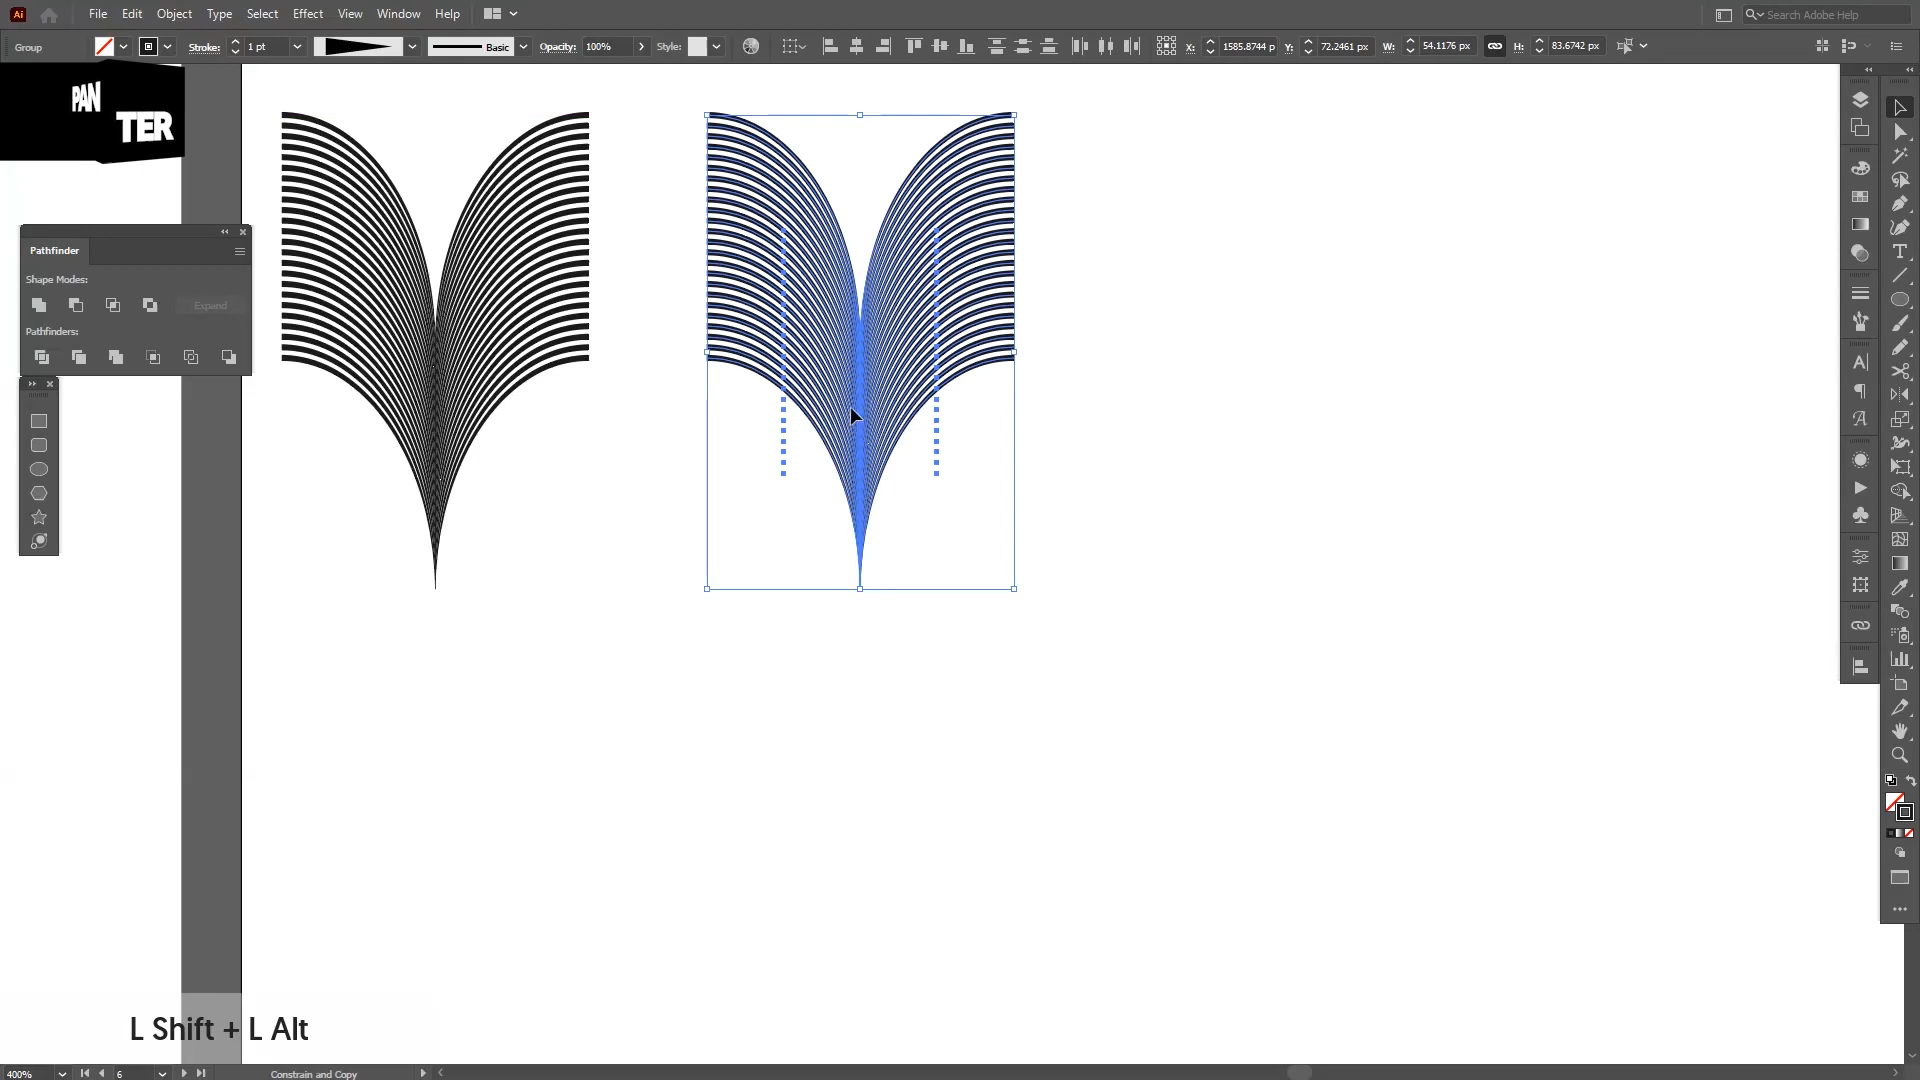 Ai File Edit Object Type Select Effect View Window Help Search Adobe Help
Group Stroke: 1 pt Basic Opacity: 100% Style: X: 1585.8744 p Y: 72.2461 px W: 54.1176 px H: 83.6742 px
PAN
TER
Pathfinder
Shape Modes:
Expand
Pathfinders:
L Shift + L Alt
400% 6 Constrain and Copy